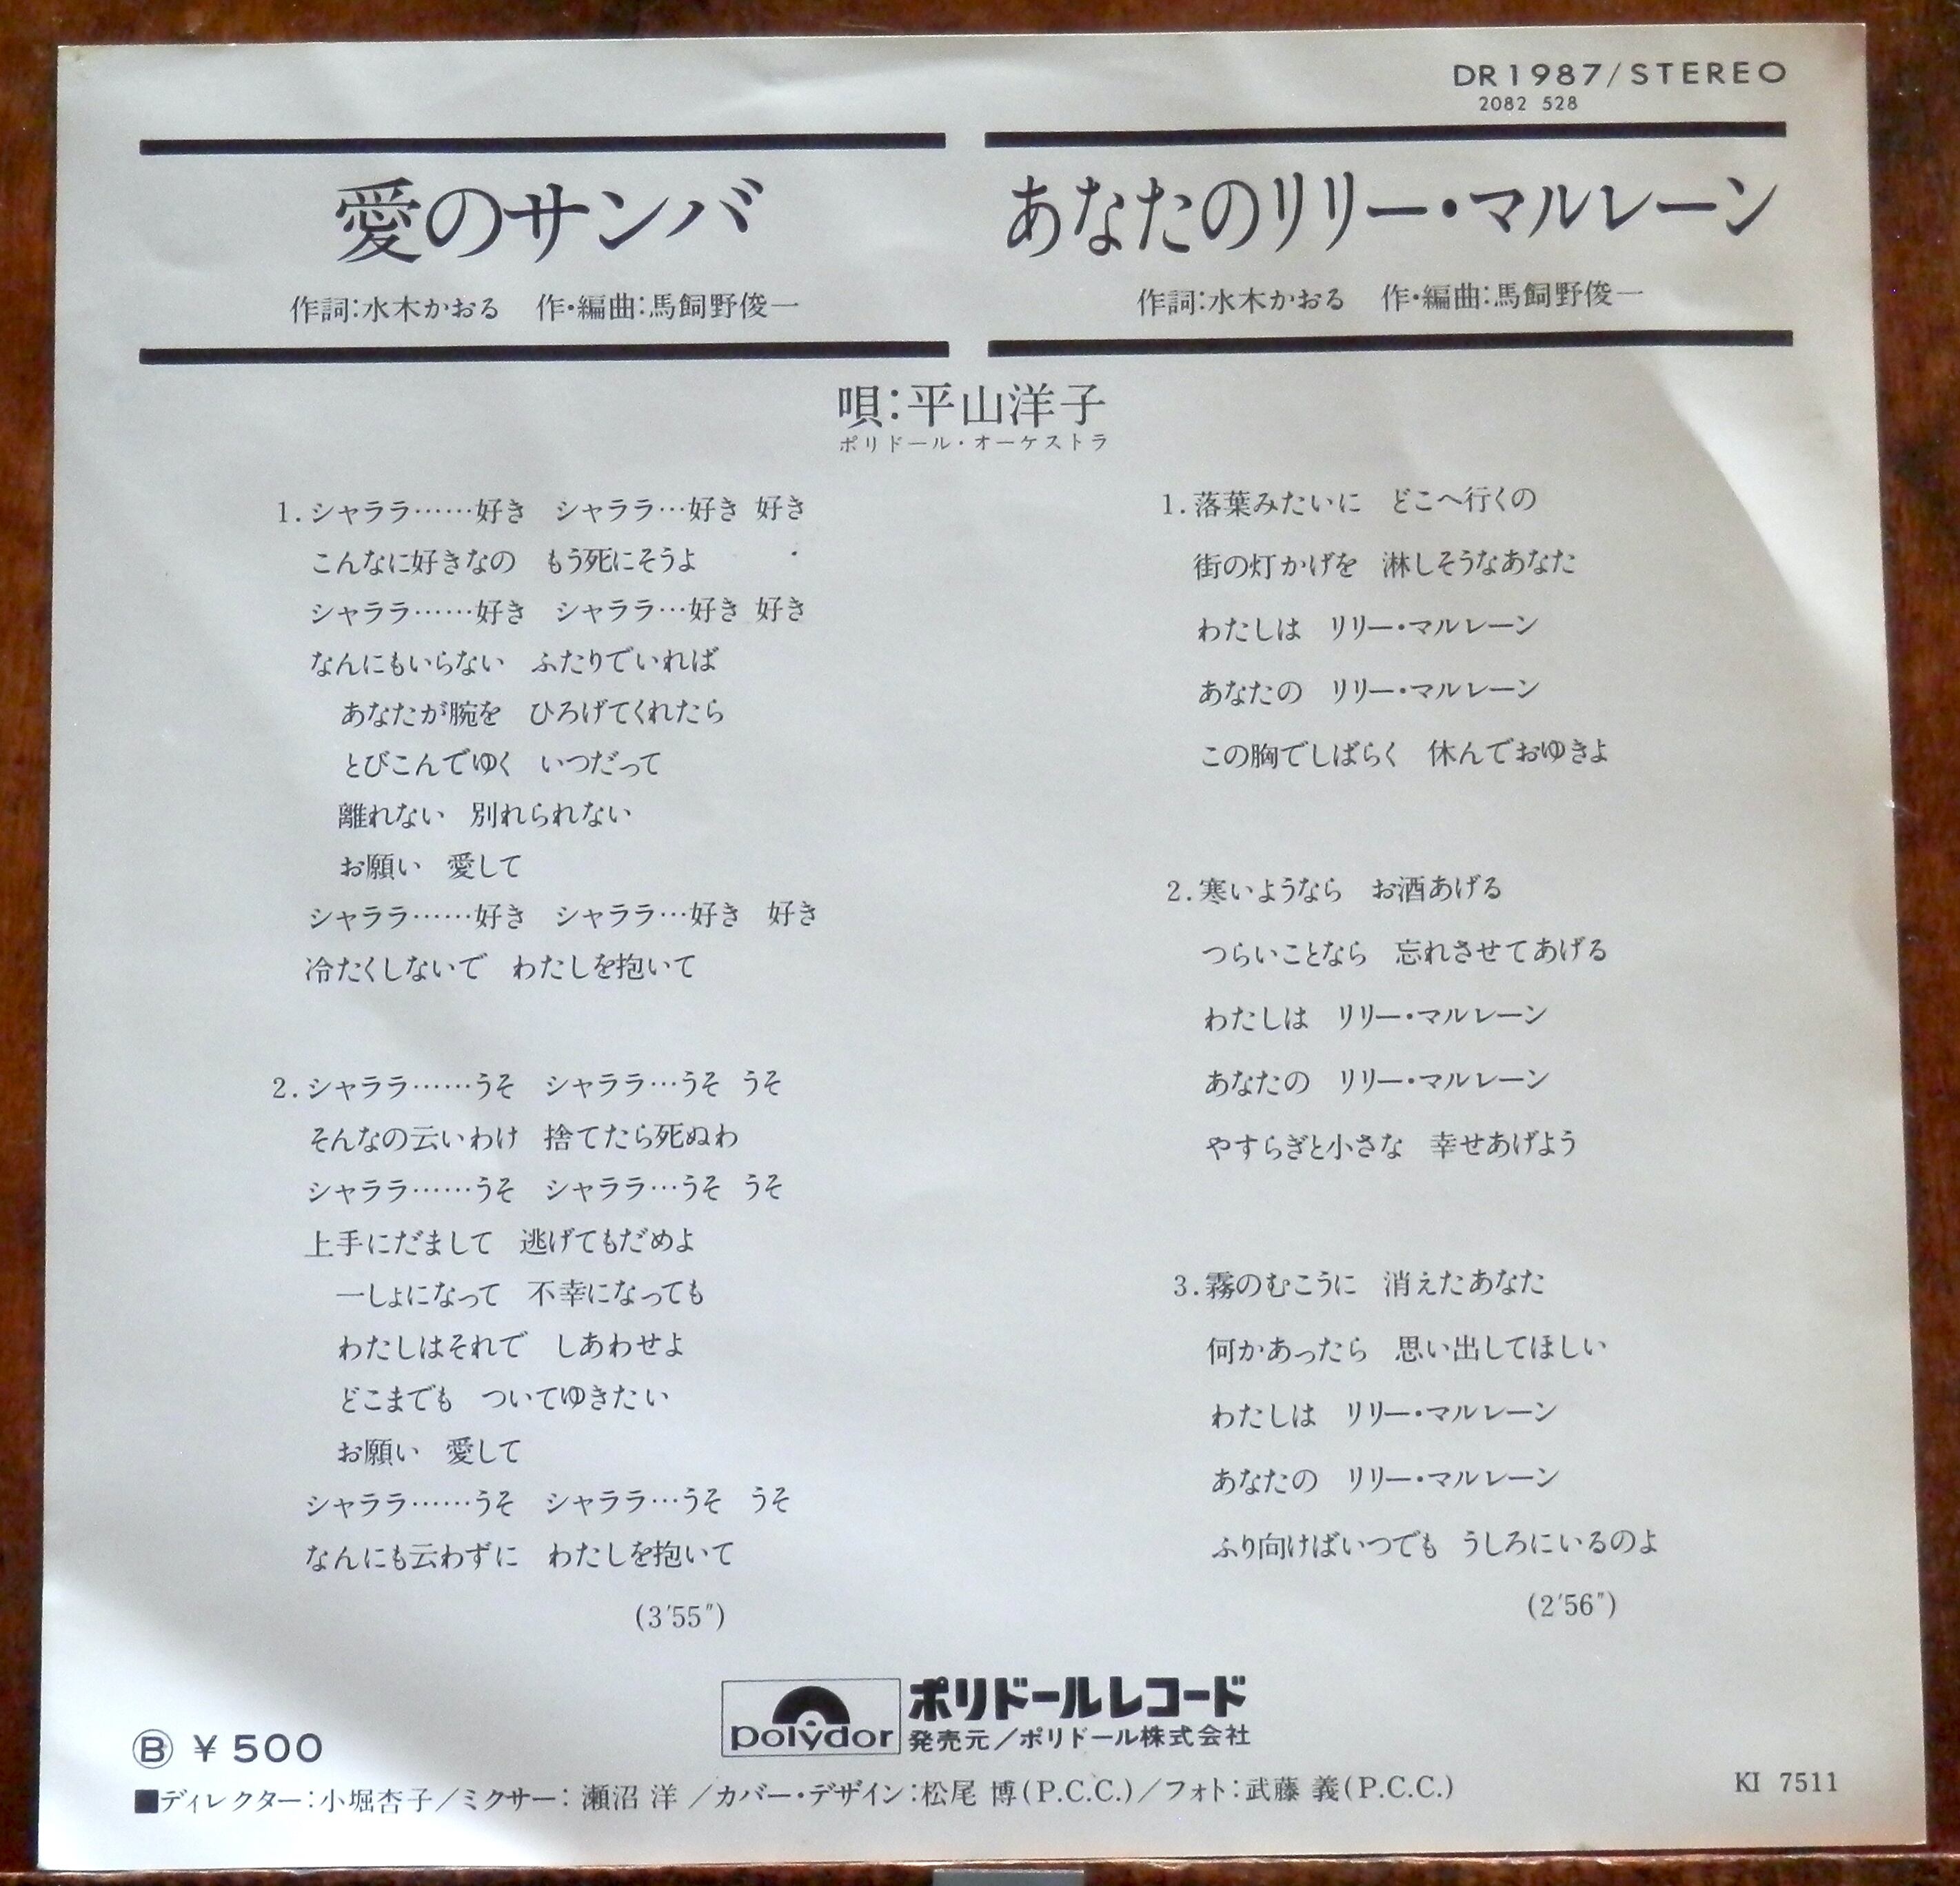 DR1987/STEREO
2082 528
愛のサンバ
作詞:水木かおる 作・編曲:馬飼野俊一
あなたのリリー・マルレーン
作詞:水木かおる 作・編曲:馬飼野俊一
唄:平山洋子
ポリドール・オーケストラ
1.シャララ……好き シャララ…好き 好き
こんなに好きなの もう死にそうよ
シャララ……好き シャララ…好き 好き
なんにもいらない ふたりでいれば
あなたが腕を ひろげてくれたら
とびこんでゆく いつだって
離れない 別れられない
お願い 愛して
シャララ……好き シャララ…好き 好き
冷たくしないで わたしを抱いて
2.シャララ……うそ シャララ…うそ うそ
そんなの云いわけ 捨てたら死ぬわ
シャララ……うそ シャララ…うそ うそ
上手にだまして 逃げてもだめよ
一しょになって 不幸になっても
わたしはそれで しあわせよ
どこまでも ついてゆきたい
お願い 愛して
シャララ……うそ シャララ…うそ うそ
なんにも云わずに わたしを抱いて
(3′55″)
1.落葉みたいに どこへ行くの
街の灯かげを 淋しそうなあなた
わたしは リリー・マルレーン
あなたの リリー・マルレーン
この胸でしばらく 休んでおゆきよ
2.寒いようなら お酒あげる
つらいことなら 忘れさせてあげる
わたしは リリー・マルレーン
あなたの リリー・マルレーン
やすらぎと小さな 幸せあげよう
3.霧のむこうに 消えたあなた
何かあったら 思い出してほしい
わたしは リリー・マルレーン
あなたの リリー・マルレーン
ふり向けばいつでも うしろにいるのよ
(2′56″)
polydor
ポリドールレコード
発売元/ポリドール株式会社
Ⓑ ¥500
■ディレクター:小堀杏子/ミクサー:瀬沼 洋/カバー・デザイン:松尾 博(P.C.C.)/フォト:武藤 義(P.C.C.)
KI 7511